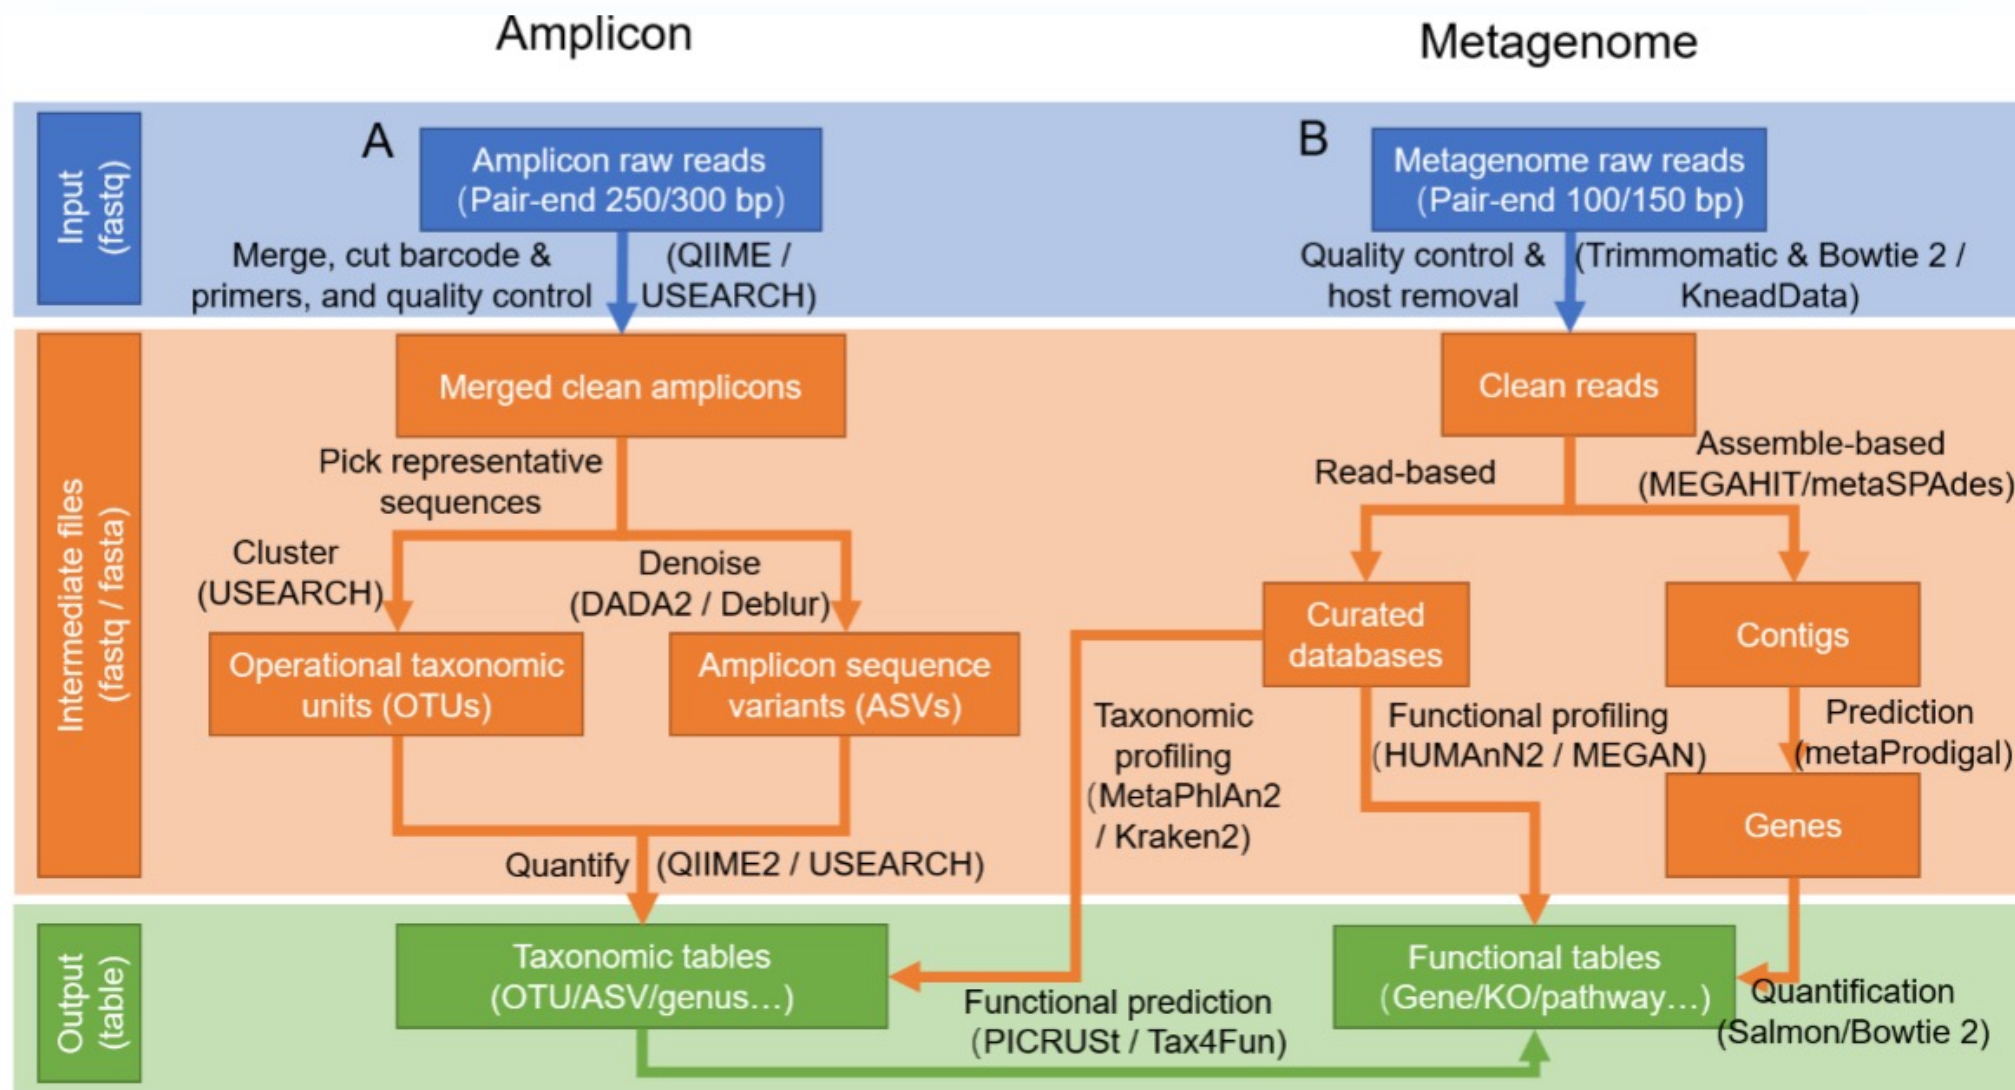 Amplicon
Metagenome
Input
(fastq)
A
Amplicon raw reads
(Pair-end 250/300 bp)
B
Metagenome raw reads
(Pair-end 100/150 bp)
Merge, cut barcode &
primers, and quality control
(QIIME /
USEARCH)
Quality control &
host removal
(Trimmomatic & Bowtie 2 /
KneadData)
Intermediate files
(fastq / fasta)
Merged clean amplicons
Clean reads
Pick representative
sequences
Read-based
Assemble-based
(MEGAHIT/metaSPAdes)
Cluster
(USEARCH)
Denoise
(DADA2 / Deblur)
Operational taxonomic
units (OTUs)
Amplicon sequence
variants (ASVs)
Curated
databases
Contigs
Taxonomic
profiling
(MetaPhlAn2
/ Kraken2)
Functional profiling
(HUMAnN2 / MEGAN)
Prediction
(metaProdigal)
Genes
Quantify
(QIIME2 / USEARCH)
Output
(table)
Taxonomic tables
(OTU/ASV/genus…)
Functional prediction
(PICRUSt / Tax4Fun)
Functional tables
(Gene/KO/pathway…)
Quantification
(Salmon/Bowtie 2)